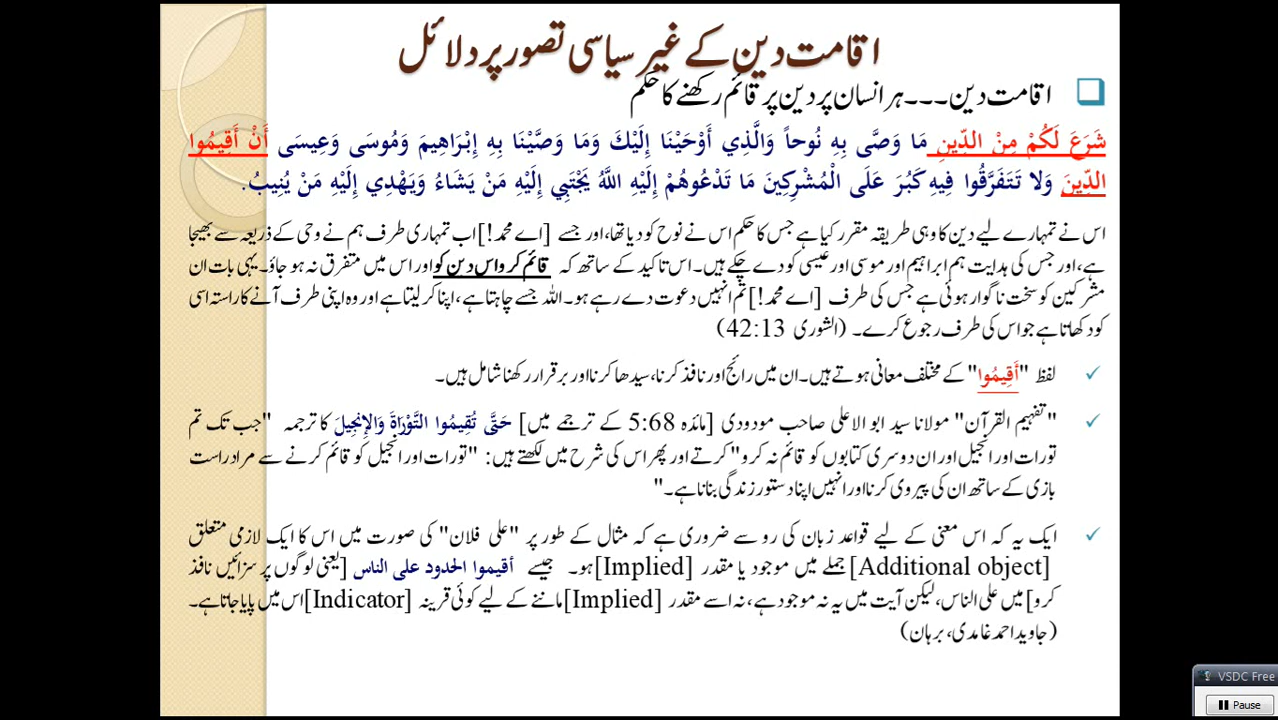 اقامت دین کے غیر سیاسی تصور پر دلائل
اقامت دین۔۔۔ہر انسان پر دین پر قائم رکھنے کا حکم
شَرَعَ لَكُمْ مِنْ الدِّينِ مَا وَصَّى بِهِ نُوحاً وَالَّذِي أَوْحَيْنَا إِلَيْكَ وَمَا وَصَّيْنَا بِهِ إِبْرَاهِيمَ وَمُوسَى وَعِيسَى أَنْ أَقِيمُوا
الدِّينَ وَلا تَتَفَرَّقُوا فِيهِ كَبُرَ عَلَى الْمُشْرِكِينَ مَا تَدْعُوهُمْ إِلَيْهِ اللَّهُ يَجْتَبِي إِلَيْهِ مَنْ يَشَاءُ وَيَهْدِي إِلَيْهِ مَنْ يُنِيبُ.
اس نے تمہارے لیے دین کا وہی طریقہ مقرر کیا ہے جس کا حکم اس نے نوح کو دیا تھا، اور جسے [اے محمد!] اب تمہاری طرف ہم نے وحی کے ذریعہ سے بھیجا
ہے، اور جس کی ہدایت ہم ابراہیم اور موسی اور عیسی کو دے چکے ہیں۔ اس تاکید کے ساتھ کہ قائم کرو اس دین کو اور اس میں متفرق نہ ہو جاؤ۔ یہی بات ان
مشرکین کو سخت ناگوار ہوئی ہے جس کی طرف [اے محمد!] تم انہیں دعوت دے رہے ہو۔ اللہ جسے چاہتا ہے، اپنا کر لیتا ہے اور وہ اپنی طرف آنے کا راستہ اسی
کو دکھاتا ہے جو اس کی طرف رجوع کرے۔ (الشوری 42:13)
لفظ "أَقِيمُوا" کے مختلف معانی ہوتے ہیں۔ ان میں رائج اور نافذ کرنا، سیدھا کرنا اور برقرار رکھنا شامل ہیں۔
"تفہیم القرآن" مولانا سید ابو الاعلی صاحب مودودی [مائدہ 5:68 کے ترجمے میں] حَتَّى تُقِيمُوا التَّوْرَاةَ وَالإِنجِيلَ کا ترجمہ "جب تک تم
تورات اور انجیل اور ان دوسری کتابوں کو قائم نہ کرو" کرتے اور پھر اس کی شرح میں لکھتے ہیں: "تورات اور انجیل کو قائم کرنے سے مراد راست
بازی کے ساتھ ان کی پیروی کرنا اور انہیں اپنا دستور زندگی بنانا ہے۔"
ایک یہ کہ اس معنی کے لیے قواعد زبان کی رو سے ضروری ہے کہ مثال کے طور پر "علی فلان" کی صورت میں اس کا ایک لازمی متعلق
[Additional object] جملے میں موجود یا مقدر [Implied] ہو۔ جیسے أقيموا الحدود على الناس [یعنی لوگوں پر سزائیں نافذ
کرو] میں علی الناس، لیکن آیت میں یہ نہ موجود ہے، نہ اسے مقدر [Implied] ماننے کے لیے کوئی قرینہ [Indicator] اس میں پایا جاتا ہے۔
(جاوید احمد غامدی، برہان)
VSDC Free
Pause